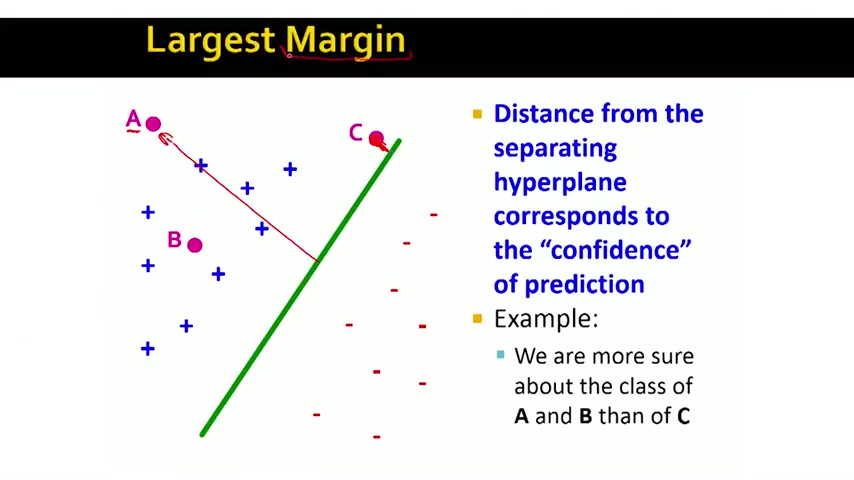 Largest Margin
A
C
B
Distance from the
separating
hyperplane
corresponds to
the “confidence”
of prediction
Example:
We are more sure
about the class of
A and B than of C